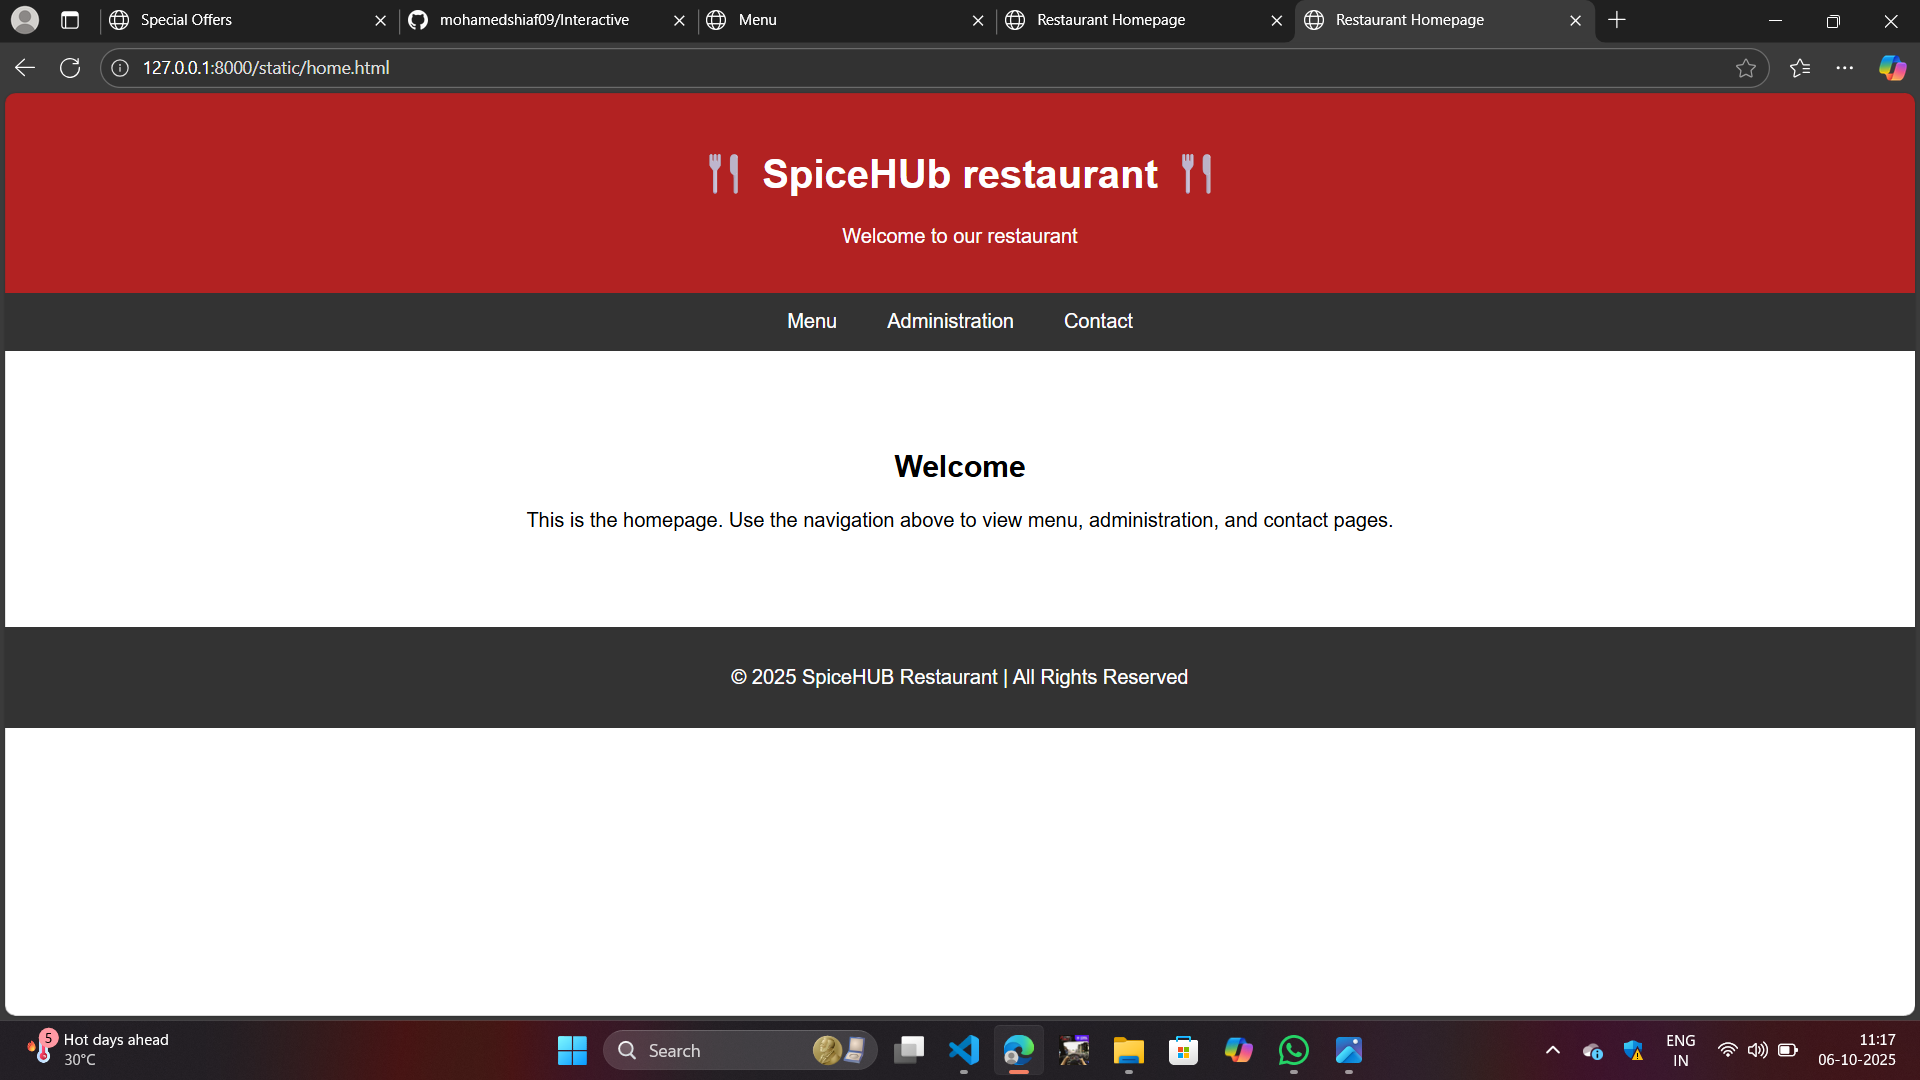 Special Offers
mohamedshiaf09/Interactive
Menu
Restaurant Homepage
Restaurant Homepage
127.0.0.1:8000/static/home.html
SpiceHUb restaurant
Welcome to our restaurant
Menu Administration Contact
Welcome
This is the homepage. Use the navigation above to view menu, administration, and contact pages.
© 2025 SpiceHUB Restaurant | All Rights Reserved
5
Hot days ahead
30°C
Search
ENG
IN
11:17
06-10-2025